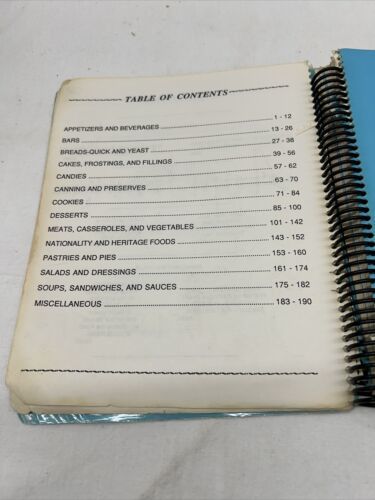 TABLE OF CONTENTS
APPETIZERS AND BEVERAGES 1 - 12
BARS 13 - 26
BREADS-QUICK AND YEAST 27 - 38
CAKES, FROSTINGS, AND FILLINGS 39 - 56
CANDIES 57 - 62
CANNING AND PRESERVES 63 - 70
COOKIES 71 - 84
DESSERTS 85 - 100
MEATS, CASSEROLES, AND VEGETABLES 101 - 142
NATIONALITY AND HERITAGE FOODS 143 - 152
PASTRIES AND PIES 153 - 160
SALADS AND DRESSINGS 161 - 174
SOUPS, SANDWICHES, AND SAUCES 175 - 182
MISCELLANEOUS 183 - 190